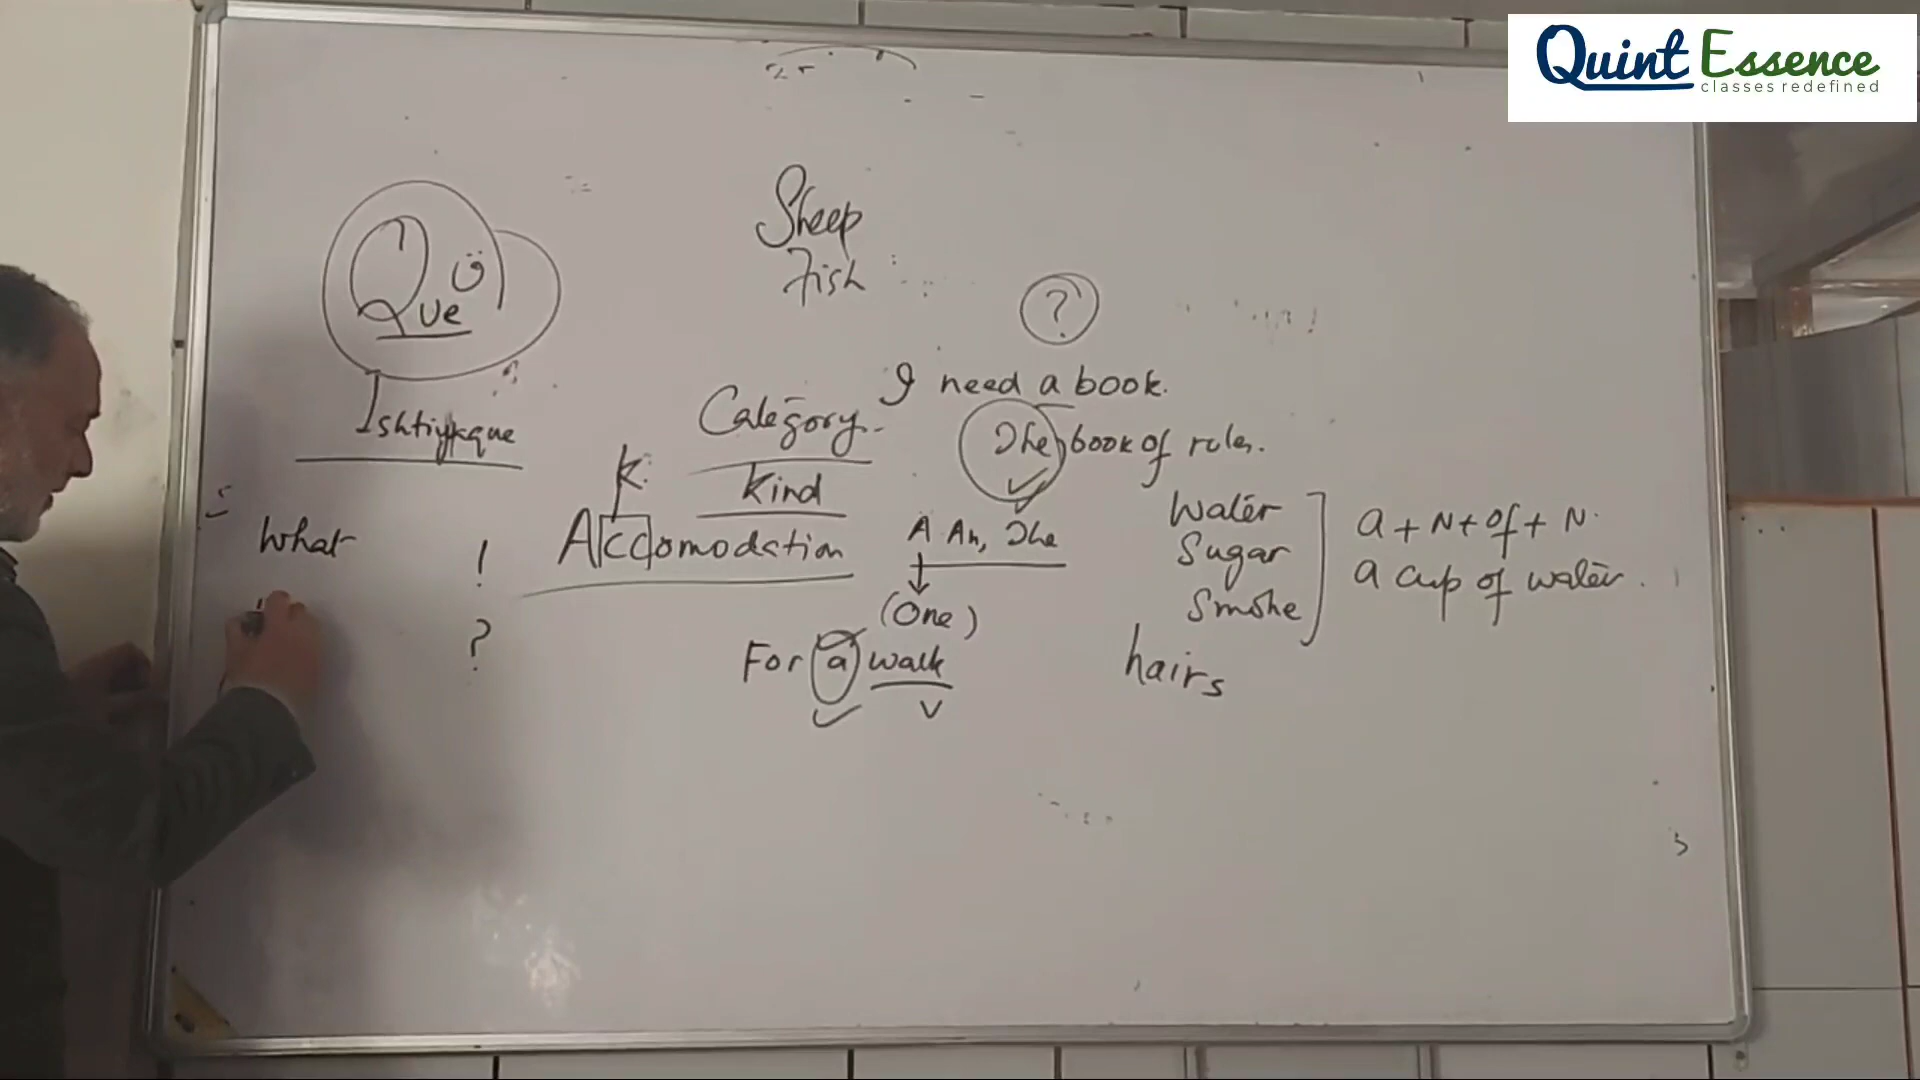 Quint Essence
classes redefined
Sheep
Fish
Que
ق
?
I need a book.
Category.
The book of rules.
Ishtiyaque
K
Kind
Accomodation
A An, The
(One)
For a walk
V
Water
Sugar
Smoke
a + N + of + N.
a cup of water.
hairs
What
!
?